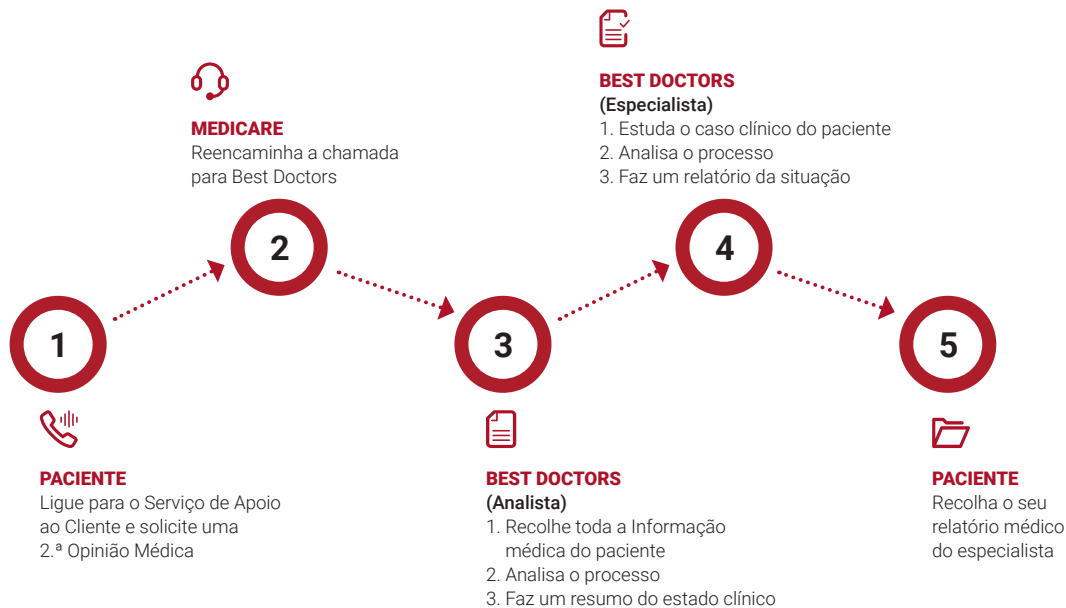 1
PACIENTE
Ligue para o Serviço de Apoio
ao Cliente e solicite uma
2.ª Opinião Médica
MEDICARE
Reencaminha a chamada
para Best Doctors
2
3
BEST DOCTORS
(Analista)
1. Recolhe toda a Informação
médica do paciente
2. Analisa o processo
3. Faz um resumo do estado clínico
BEST DOCTORS
(Especialista)
1. Estuda o caso clínico do paciente
2. Analisa o processo
3. Faz um relatório da situação
4
5
PACIENTE
Recolha o seu
relatório médico
do especialista